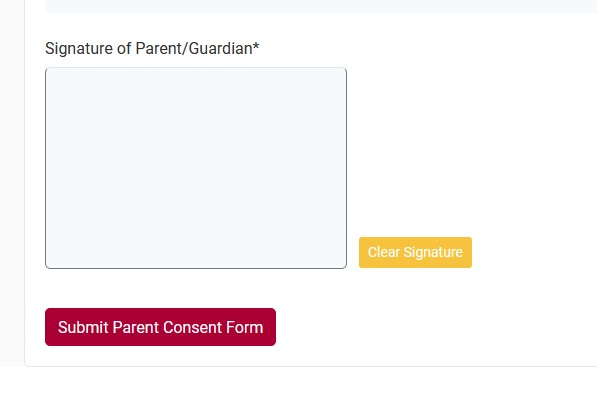 Signature of Parent/Guardian*
Clear Signature
Submit Parent Consent Form